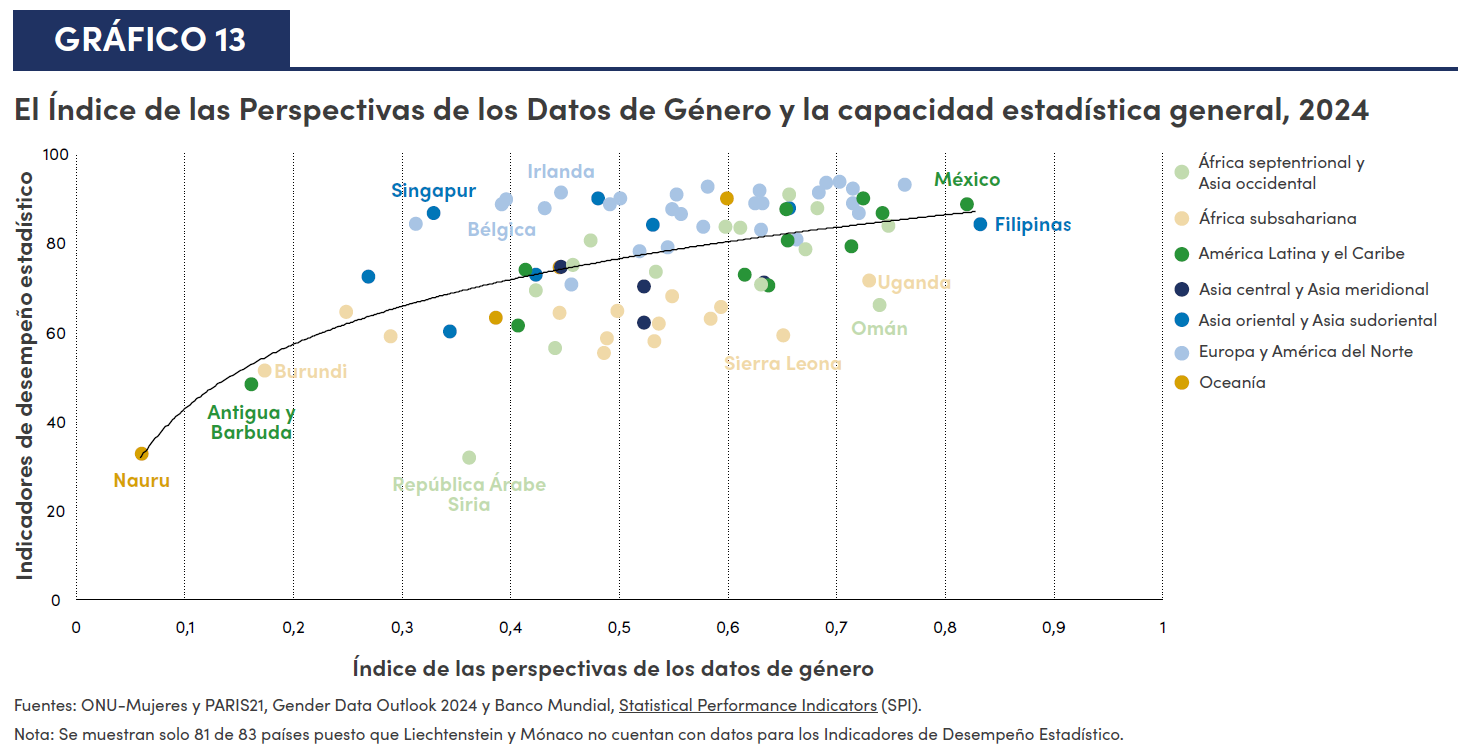 GRÁFICO 13
El Índice de las Perspectivas de los Datos de Género y la capacidad estadística general, 2024
Indicadores de desempeño estadístico
100
80
60
40
20
0
0
0,1
0,2
0,3
0,4
0,5
0,6
0,7
0,8
0,9
1
Irlanda
Singapur
México
Bélgica
Filipinas
Uganda
Omán
Sierra Leona
Burundi
Antigua y
Barbuda
Nauru
República Árabe
Siria
África septentrional y
Asia occidental
África subsahariana
América Latina y el Caribe
Asia central y Asia meridional
Asia oriental y Asia sudoriental
Europa y América del Norte
Oceanía
Índice de las perspectivas de los datos de género
Fuentes: ONU-Mujeres y PARIS21, Gender Data Outlook 2024 y Banco Mundial, Statistical Performance Indicators (SPI).
Nota: Se muestran solo 81 de 83 países puesto que Liechtenstein y Mónaco no cuentan con datos para los Indicadores de Desempeño Estadístico.